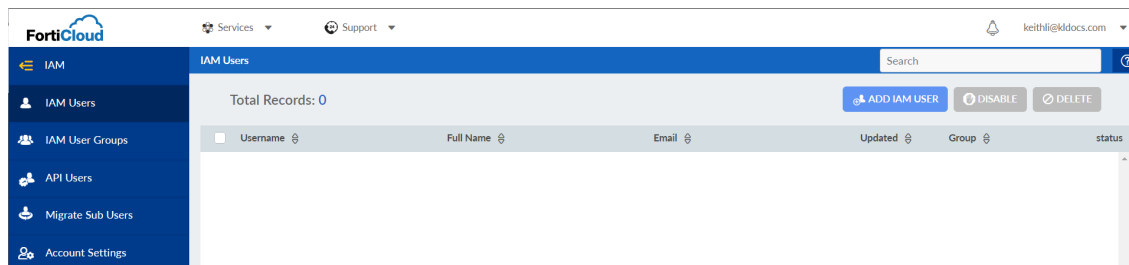 FortiCloud
Services
Support
24
keithli@kldocs.com
IAM
IAM Users
Search
IAM Users
Total Records: 0
ADD IAM USER
DISABLE
DELETE
IAM User Groups
Username
Full Name
Email
Updated
Group
status
API Users
Migrate Sub Users
Account Settings